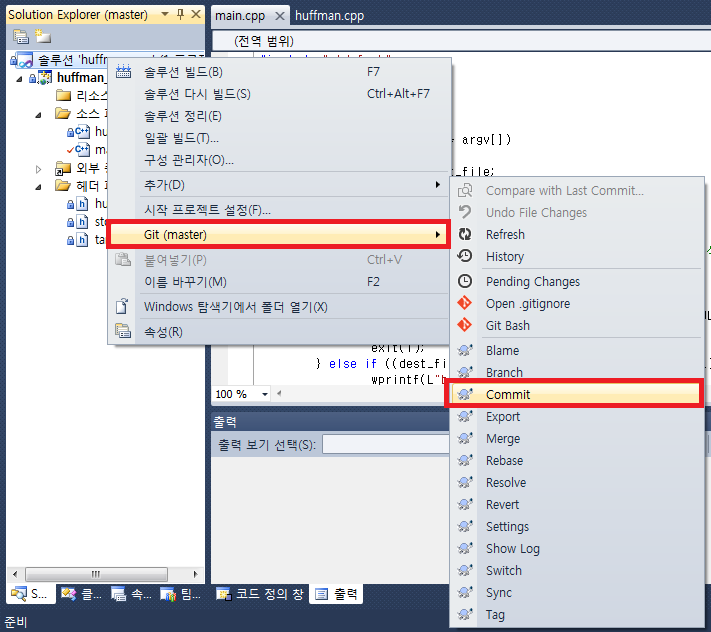 Solution Explorer (master)
main.cpp
huffman.cpp
(전역 범위)
솔루션
huffman_
리소스
소스
외부
헤더
솔루션 빌드(B) F7
솔루션 다시 빌드(S) Ctrl+Alt+F7
솔루션 정리(E)
일괄 빌드(T)...
구성 관리자(O)...
추가(D)
시작 프로젝트 설정(F)...
Git (master)
붙여넣기(P) Ctrl+V
이름 바꾸기(M) F2
Windows 탐색기에서 폴더 열기(X)
속성(R)
argv[])
_file;
exit(1);
} else if ((dest_fi
wprintf(L"
100 %
Compare with Last Commit...
Undo File Changes
Refresh
History
Pending Changes
Open .gitignore
Git Bash
Blame
Branch
Commit
Export
Merge
Rebase
Resolve
Revert
Settings
Show Log
Switch
Sync
Tag
출력
출력 보기 선택(S):
S...
클...
속...
팀...
코드 정의 창
출력
준비